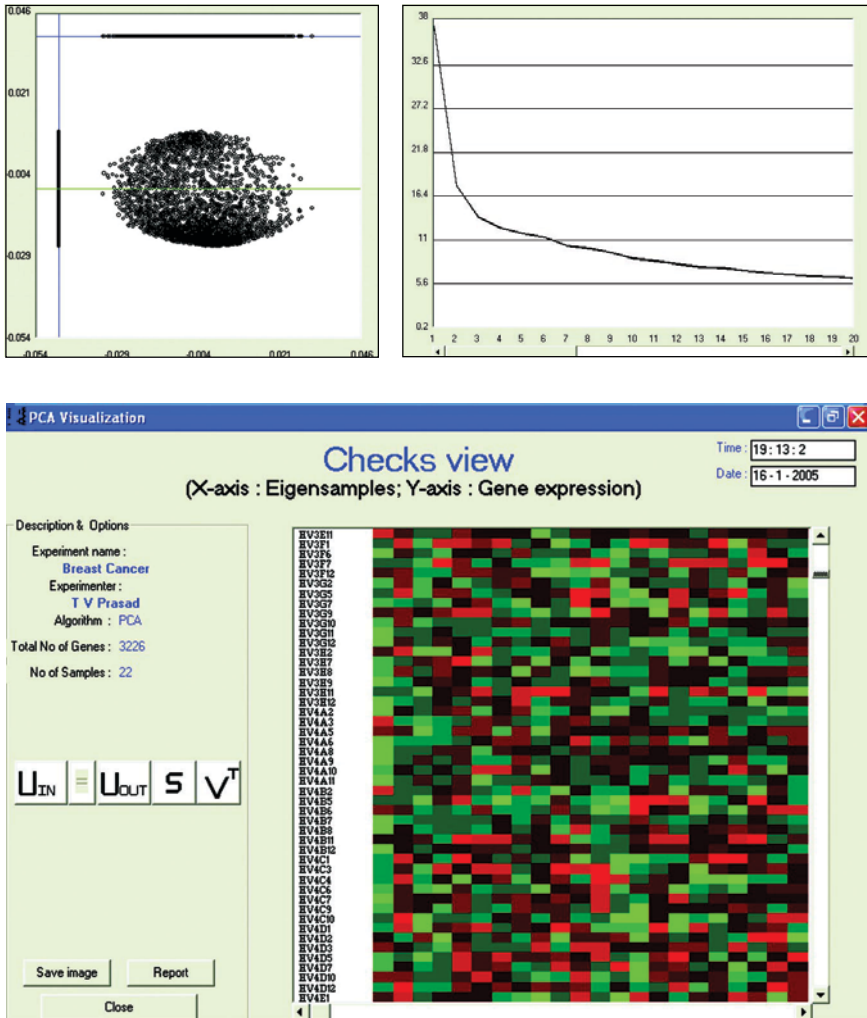 0.046
0.021
-0.004
-0.029
-0.054
-0.054 -0.029 -0.004 0.021 0.046
38
32.6
27.2
21.8
16.4
11
5.6
0.2
1 2 3 4 5 6 7 8 9 10 11 12 13 14 15 16 17 18 19 20
PCA Visualization
Checks view
(X-axis : Eigensamples; Y-axis : Gene expression)
Time : 19 : 13 : 2
Date : 16 - 1 - 2005
Description & Options
Experiment name :
Breast Cancer
Experimenter :
T V Prasad
Algorithm : PCA
Total No of Genes : 3226
No of Samples : 22
UIN = UOUT S VT
Save image Report
Close
HV3E11
HV3F1
HV3F6
HV3F7
HV3F12
HV3G2
HV3G5
HV3G7
HV3G9
HV3G10
HV3G11
HV3G12
HV3H2
HV3H7
HV3H8
HV3H9
HV3H11
HV3H12
HV4A2
HV4A3
HV4A5
HV4A6
HV4A8
HV4A9
HV4A10
HV4A11
HV4B2
HV4B5
HV4B6
HV4B7
HV4B8
HV4B11
HV4B12
HV4C1
HV4C3
HV4C4
HV4C6
HV4C7
HV4C9
HV4C10
HV4D1
HV4D2
HV4D3
HV4D5
HV4D7
HV4D10
HV4D12
HV4E1